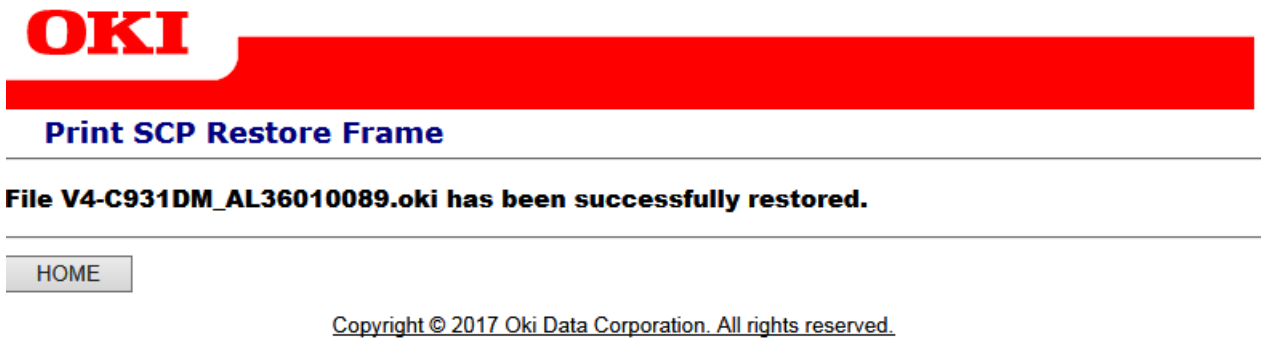 OKI
Print SCP Restore Frame
File V4-C931DM_AL36010089.oki has been successfully restored.
HOME
Copyright © 2017 Oki Data Corporation. All rights reserved.